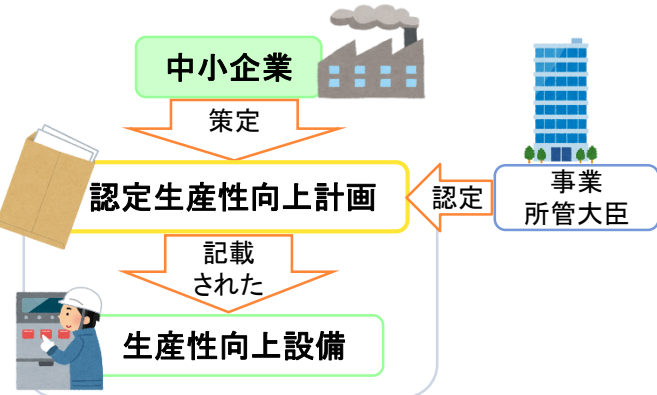 中小企業
策定
認定生産性向上計画
認定
事業
所管大臣
記載
された
生産性向上設備